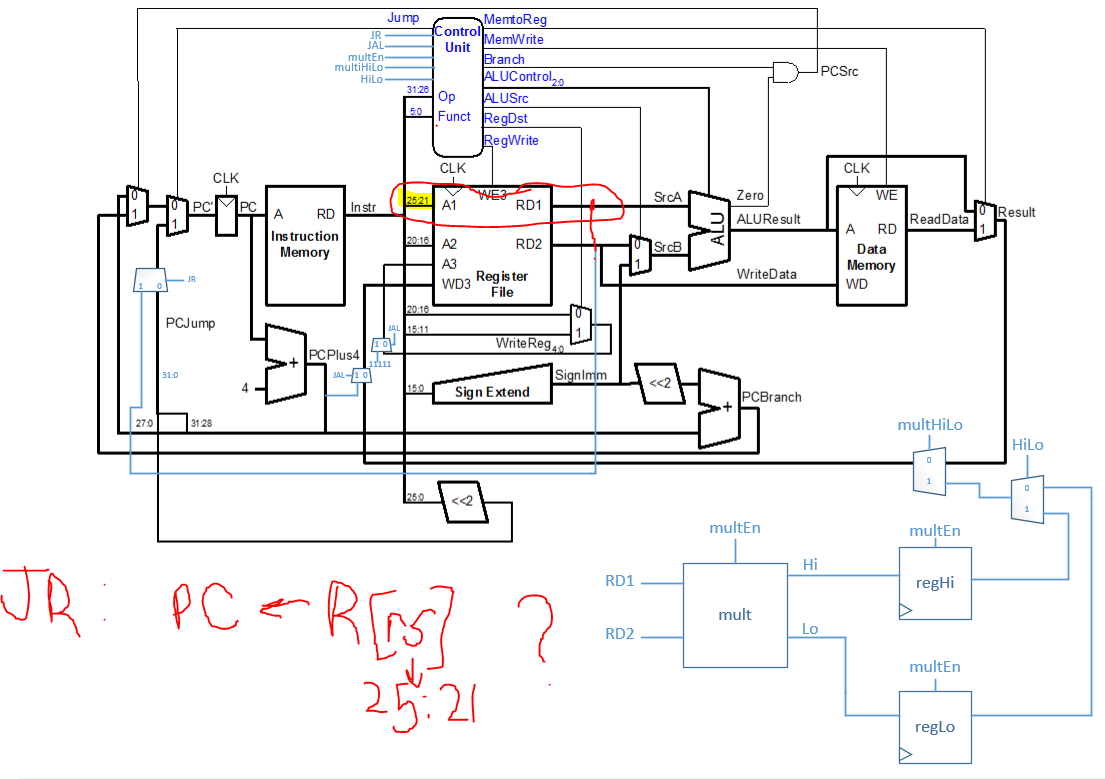 Jump
MemtoReg
JR
Control
Unit
MemWrite
JAL
multEn
Branch
PCSrc
multiHiLo
ALUControl2:0
HiLo
31:26
Op
ALUSrc
5:0
Funct
RegDst
RegWrite
CLK
CLK
CLK
0
1
0
1
PC'
PC
A
RD
Instr
Instruction
Memory
25:21
A1
WE3
RD1
SrcA
Zero
WE
ALU
ALUResult
A
RD
ReadData
0
1
Result
20:16
A2
RD2
0
1
SrcB
Data
Memory
A3
WD3
Register
File
WriteData
WD
1 0
JR
20:16
0
15:11
1
PCJump
JAL
1 0
WriteReg4:0
11111
+
PCPlus4
31:0
JAL
1 0
SignImm
4
15:0
Sign Extend
<<2
+
PCBranch
27:0
31:28
multHiLo
0
1
HiLo
0
1
25:0
<<2
multEn
multEn
Hi
RD1
mult
regHi
RD2
Lo
multEn
regLo
JR: PC ← R[rs] ?
25:21